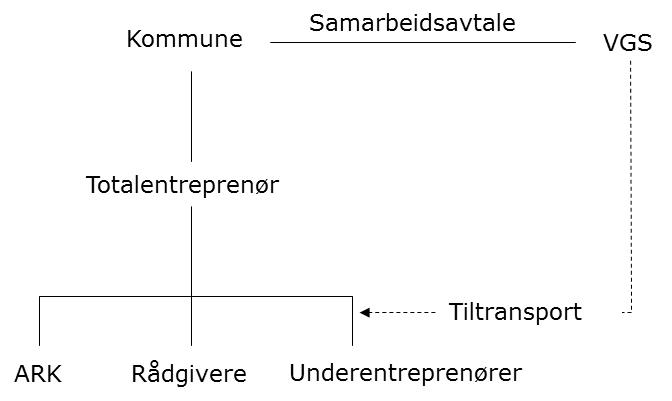 Samarbeidsavtale
Kommune
VGS
Totalentreprenør
Tiltransport
ARK
Rådgivere
Underentreprenører